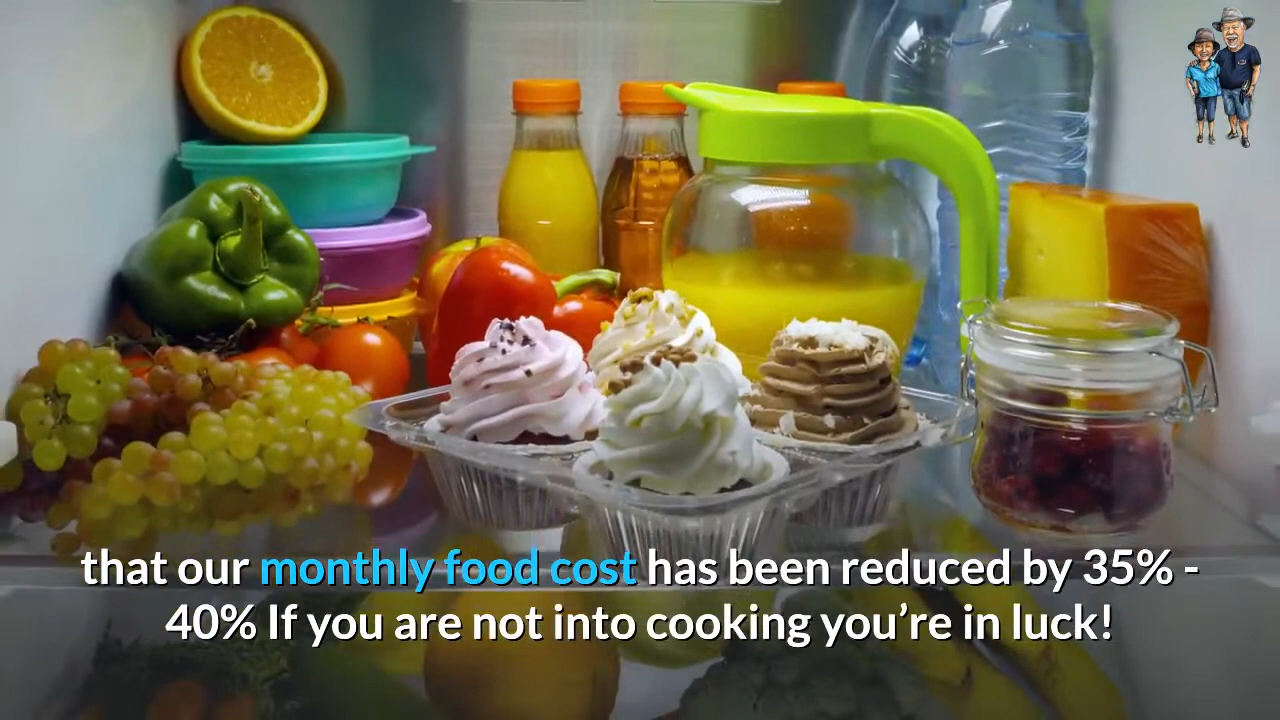 that our monthly food cost has been reduced by 35% -
40% If you are not into cooking you’re in luck!